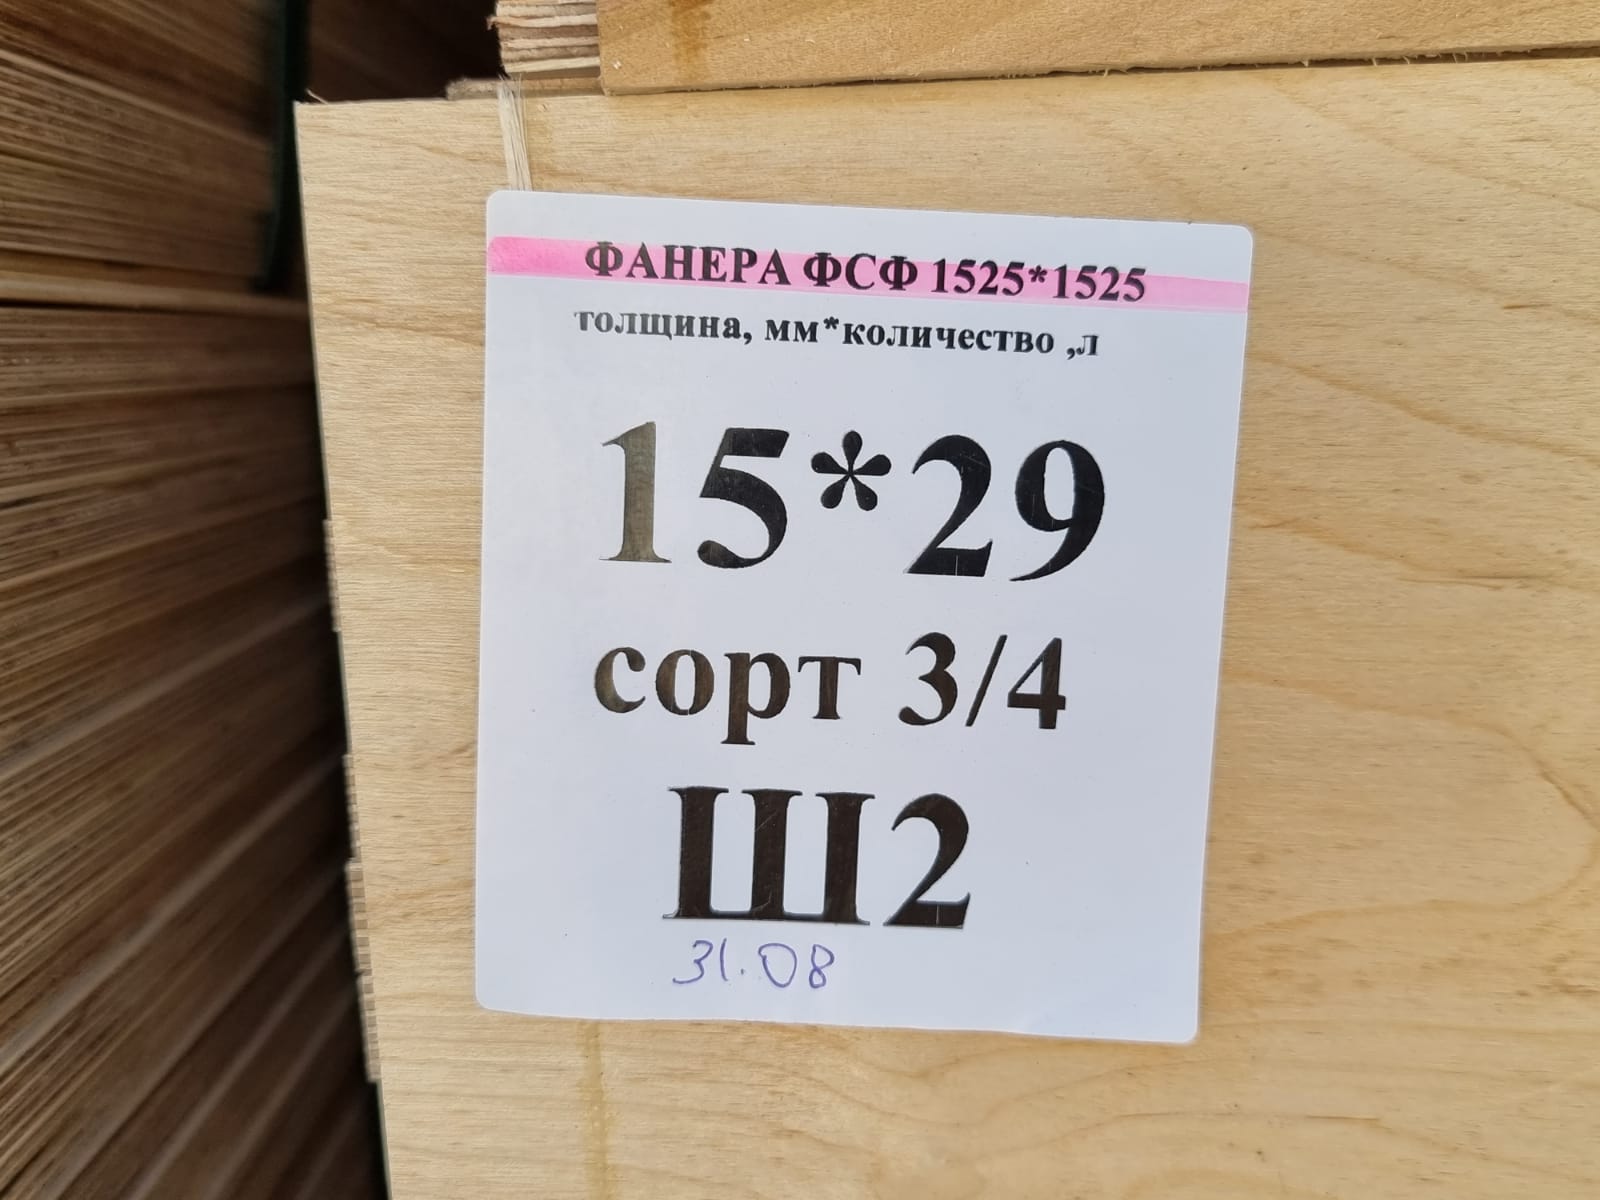 ФАНЕРА ФСФ 1525*1525
толщина, мм*количество ,л
15*29
сорт 3/4
Ш2
31.08